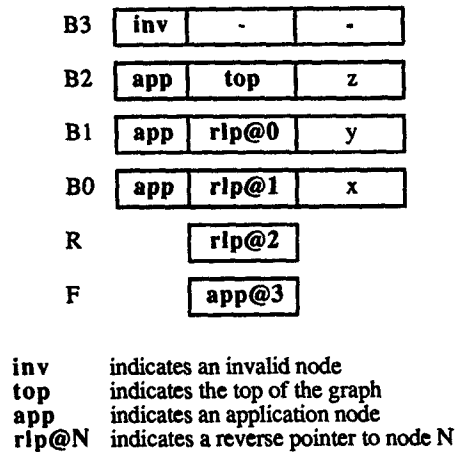 B3 inv - -
B2 app top z
B1 app rlp@0 y
B0 app rlp@1 x
R rlp@2
F app@3
inv indicates an invalid node
top indicates the top of the graph
app indicates an application node
rlp@N indicates a reverse pointer to node N